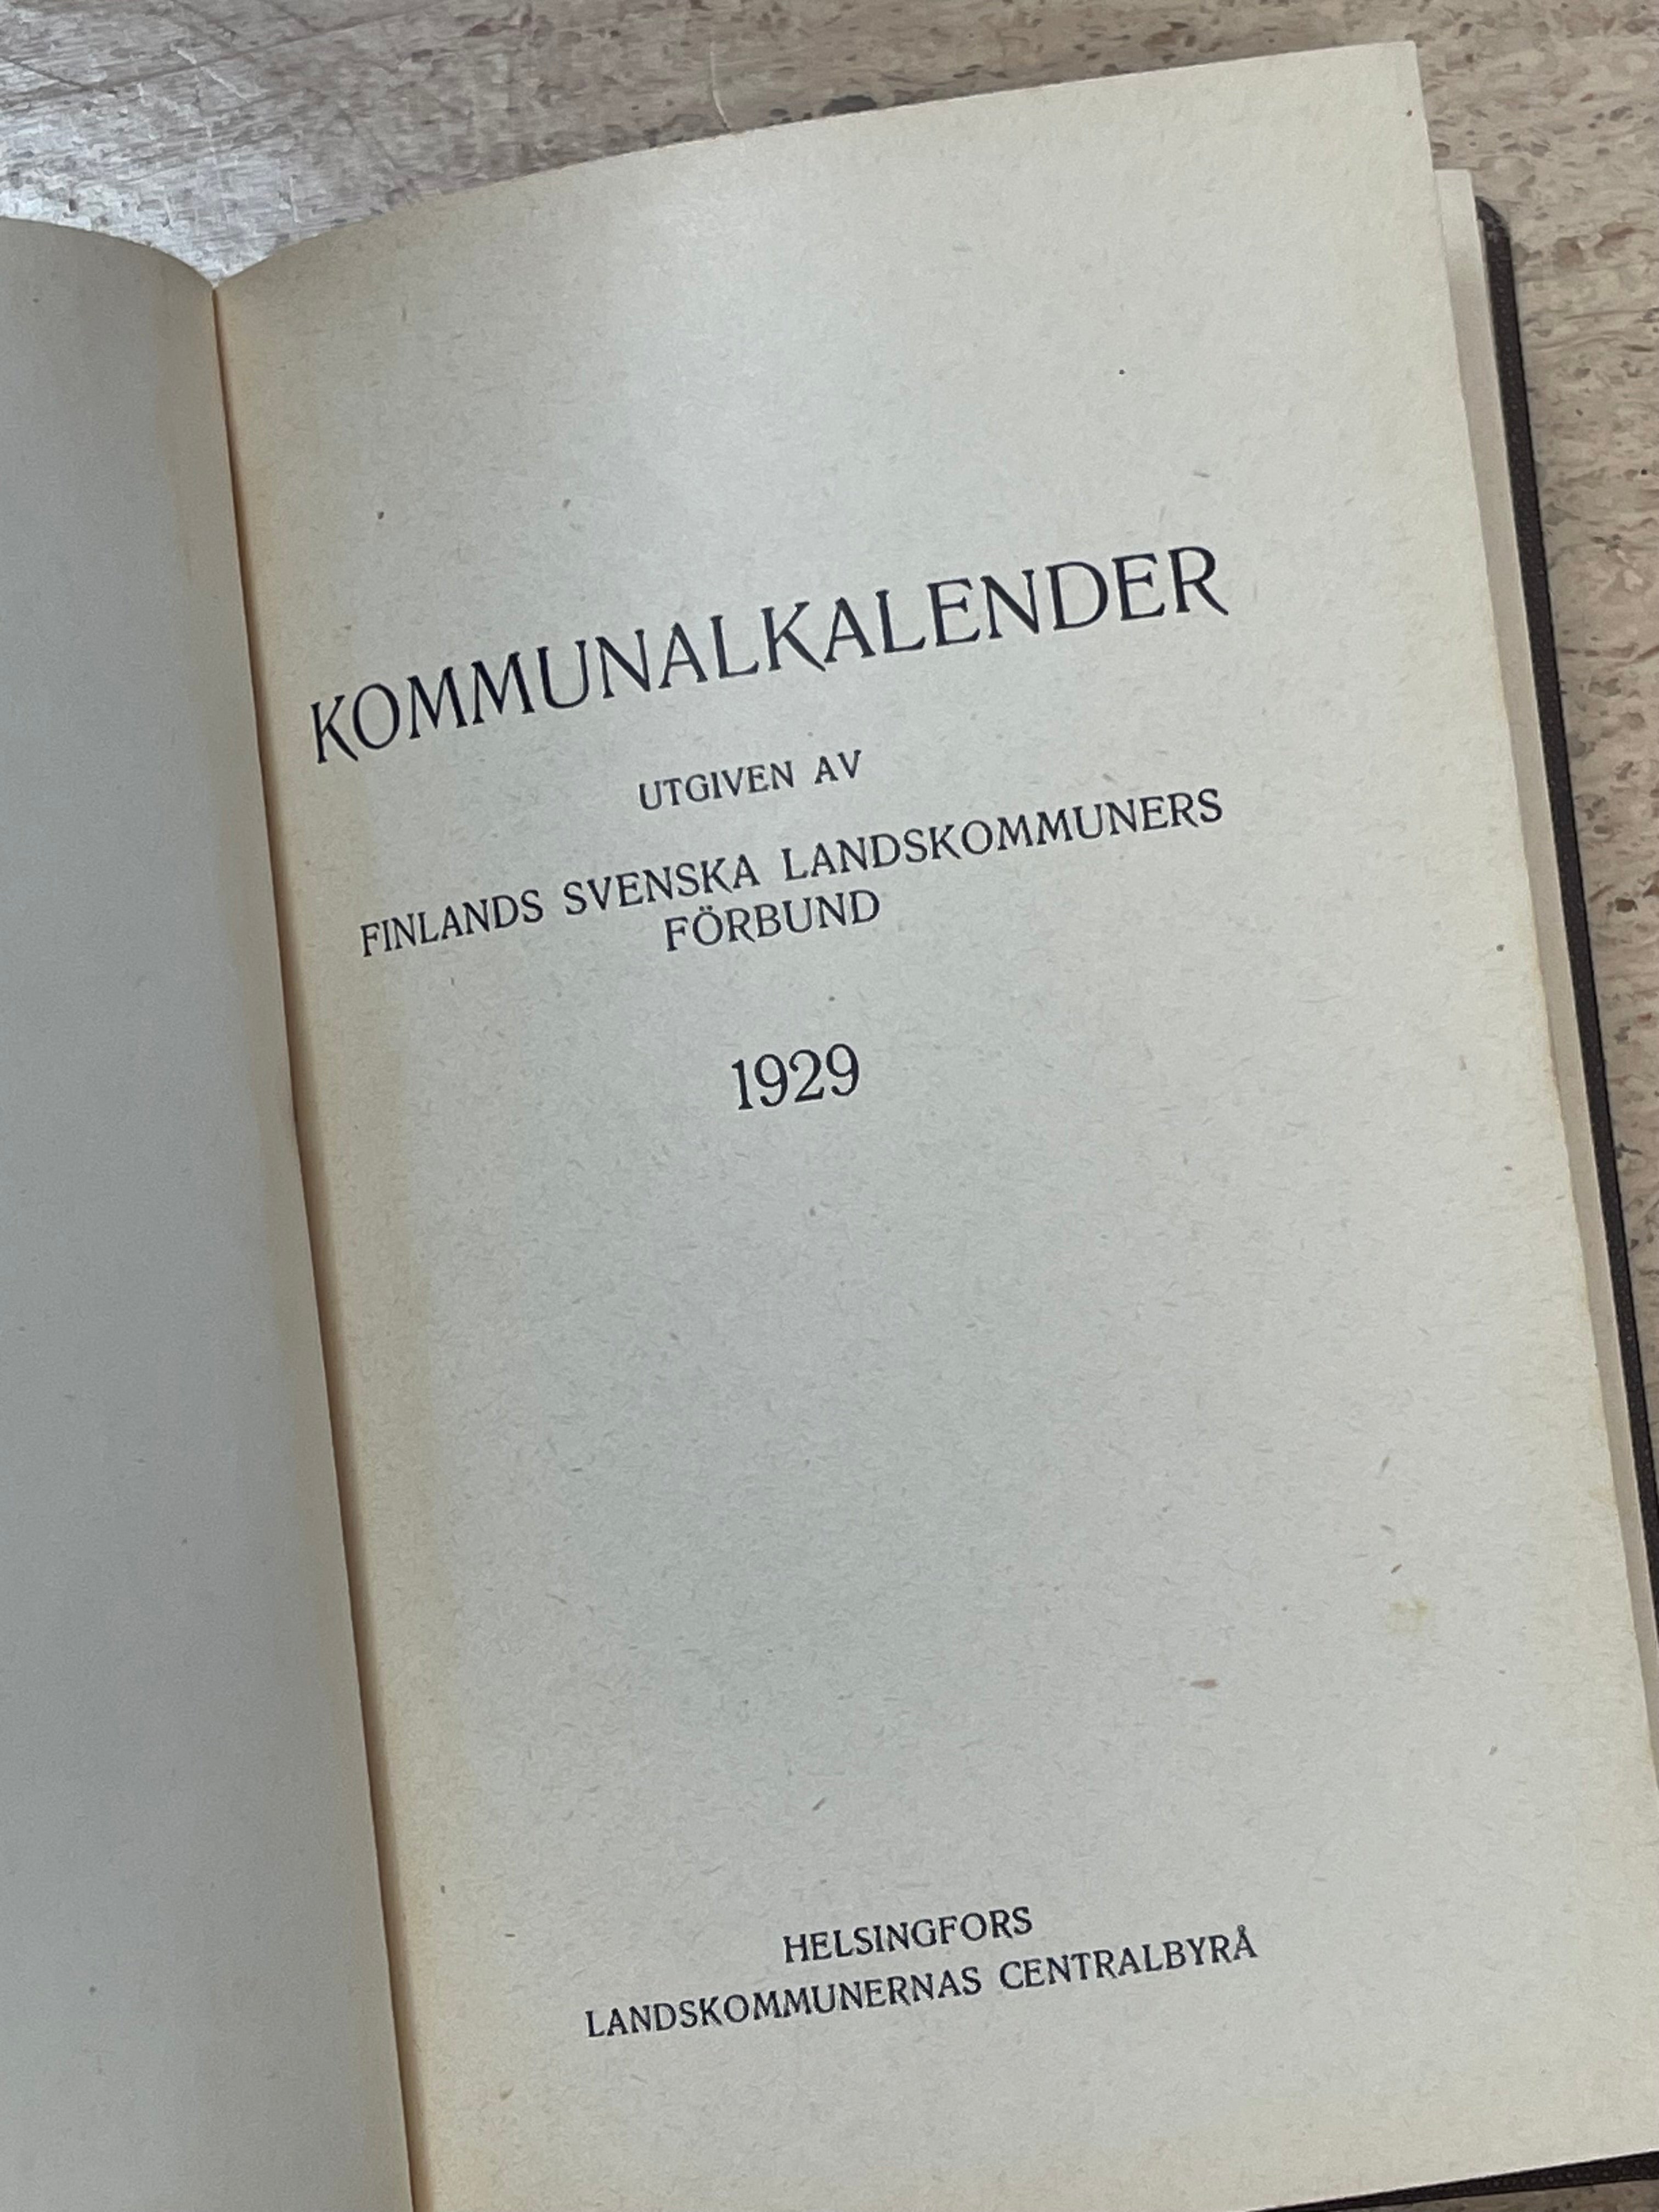 KOMMUNALKALENDER
UTGIVEN AV
FINLANDS SVENSKA LANDSKOMMUNERS
FÖRBUND
1929
HELSINGFORS
LANDSKOMMUNERNAS CENTRALBYRÅ